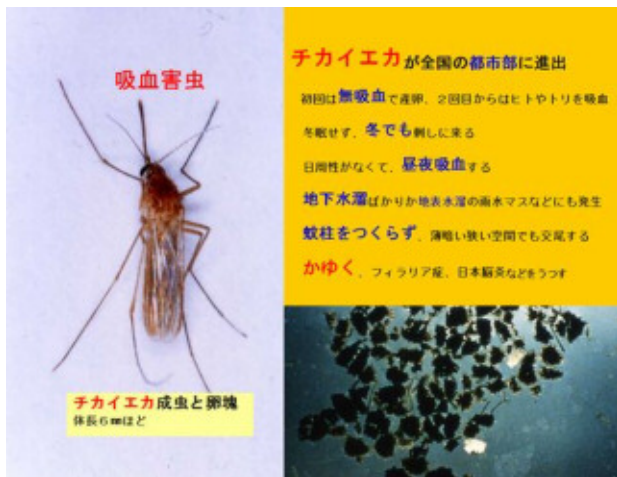 吸血害虫
チカイエカ成虫と卵塊
体長6㎜ほど
チカイエカが全国の都市部に進出
初回は無吸血で産卵、2回目からはヒトやトリを吸血
冬眠せず、冬でも刺しに来る
日周性がなくて、昼夜吸血する
地下水溜ばかりか地表水溜の雨水マスなどにも発生
蚊柱をつくらず、薄暗い狭い空間でも交尾する
かゆく、フィラリア症、日本脳炎などをうつす